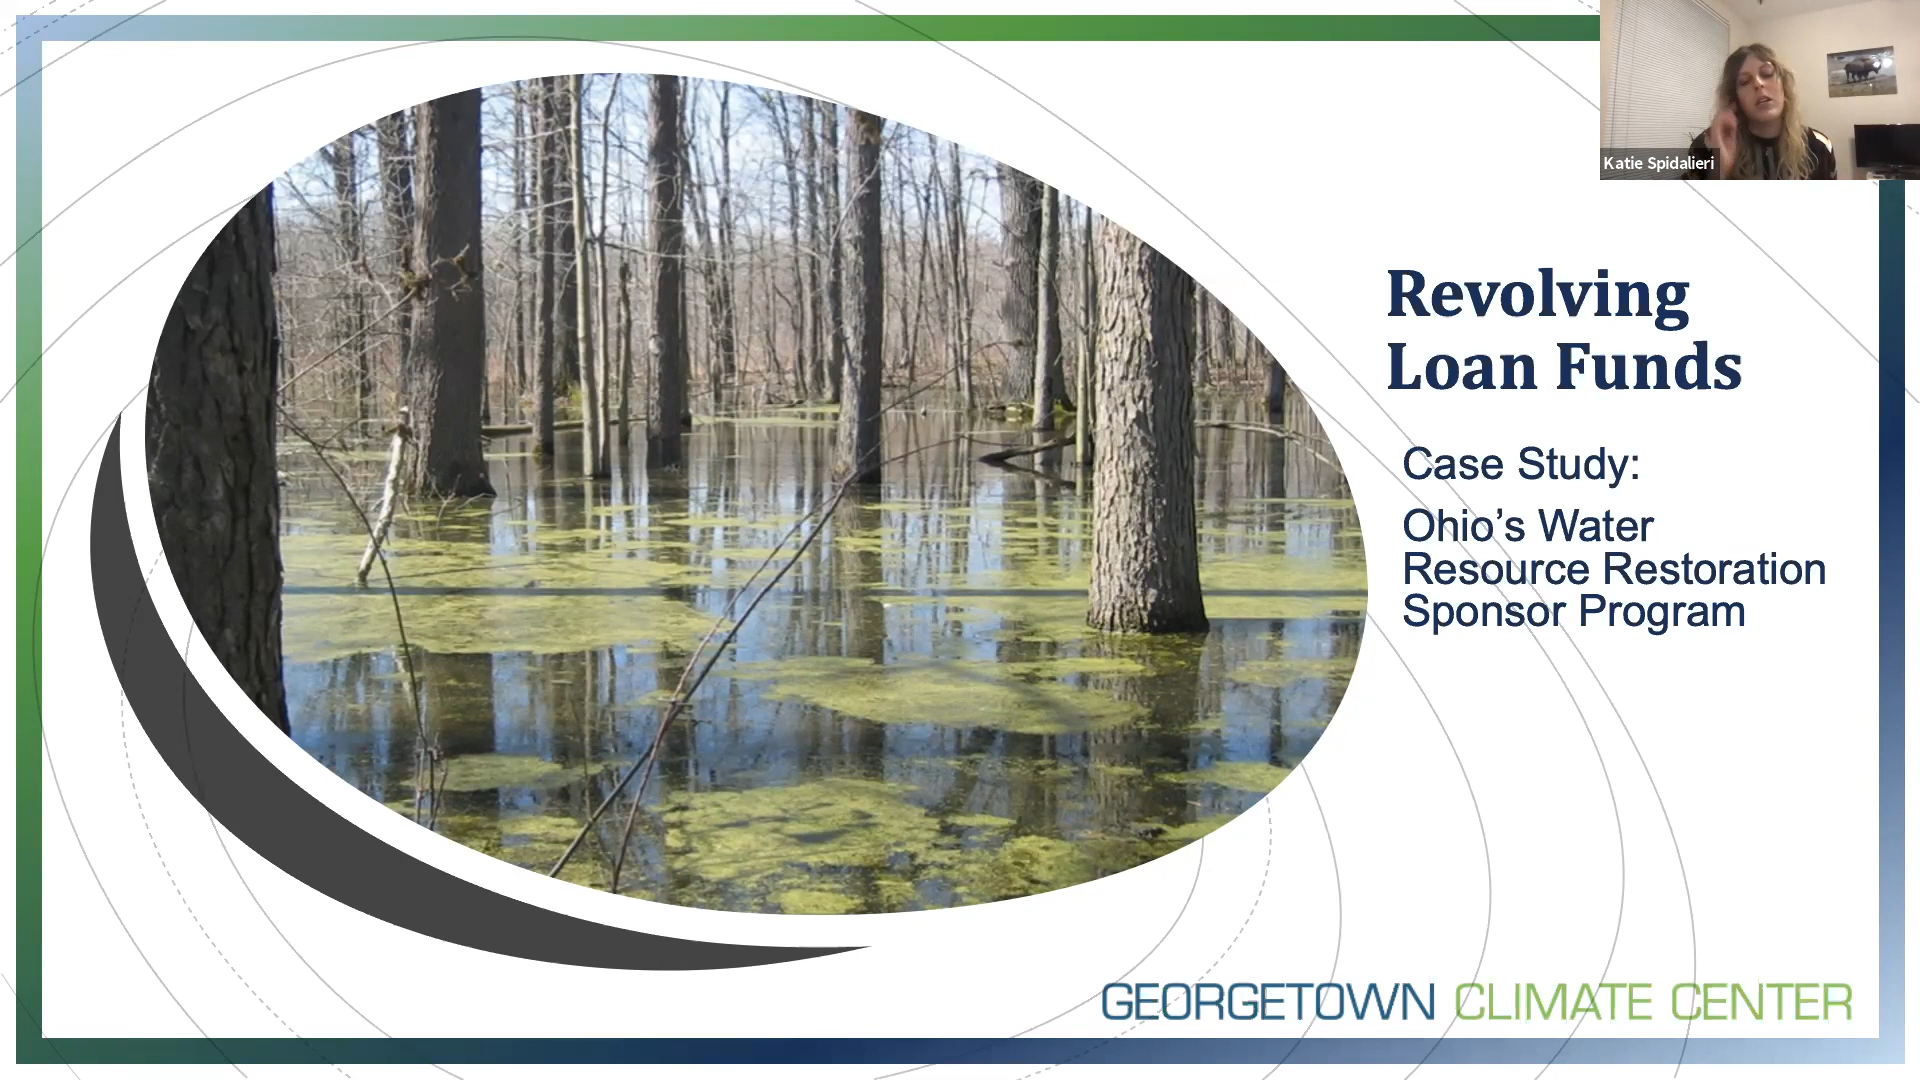 Katie Spidalieri
Revolving
Loan Funds
Case Study:
Ohio’s Water
Resource Restoration
Sponsor Program
GEORGETOWN CLIMATE CENTER